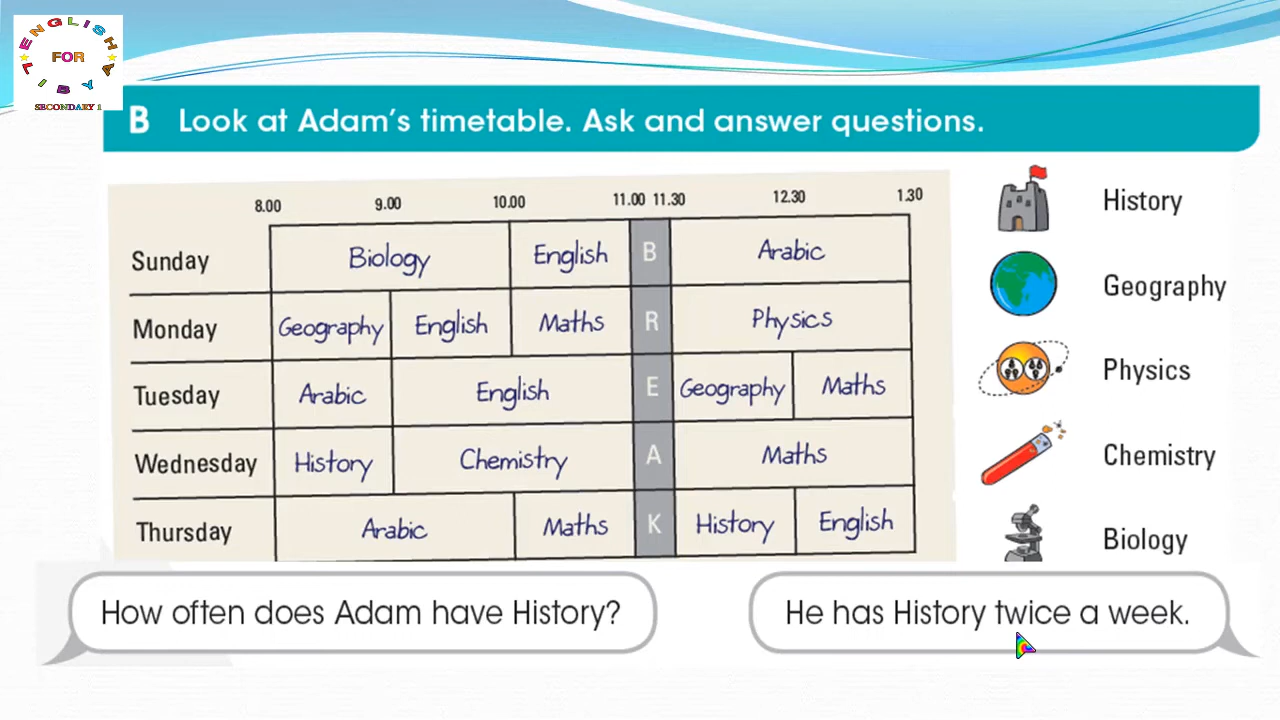 ENGLISH
FOR
LIBYA
SECONDARY 1
B Look at Adam's timetable. Ask and answer questions.
8.00 9.00 10.00 11.00 11.30 12.30 1.30
Sunday Biology English B Arabic
Monday Geography English Maths R Physics
Tuesday Arabic English E Geography Maths
Wednesday History Chemistry A Maths
Thursday Arabic Maths K History English
History
Geography
Physics
Chemistry
Biology
How often does Adam have History?
He has History twice a week.